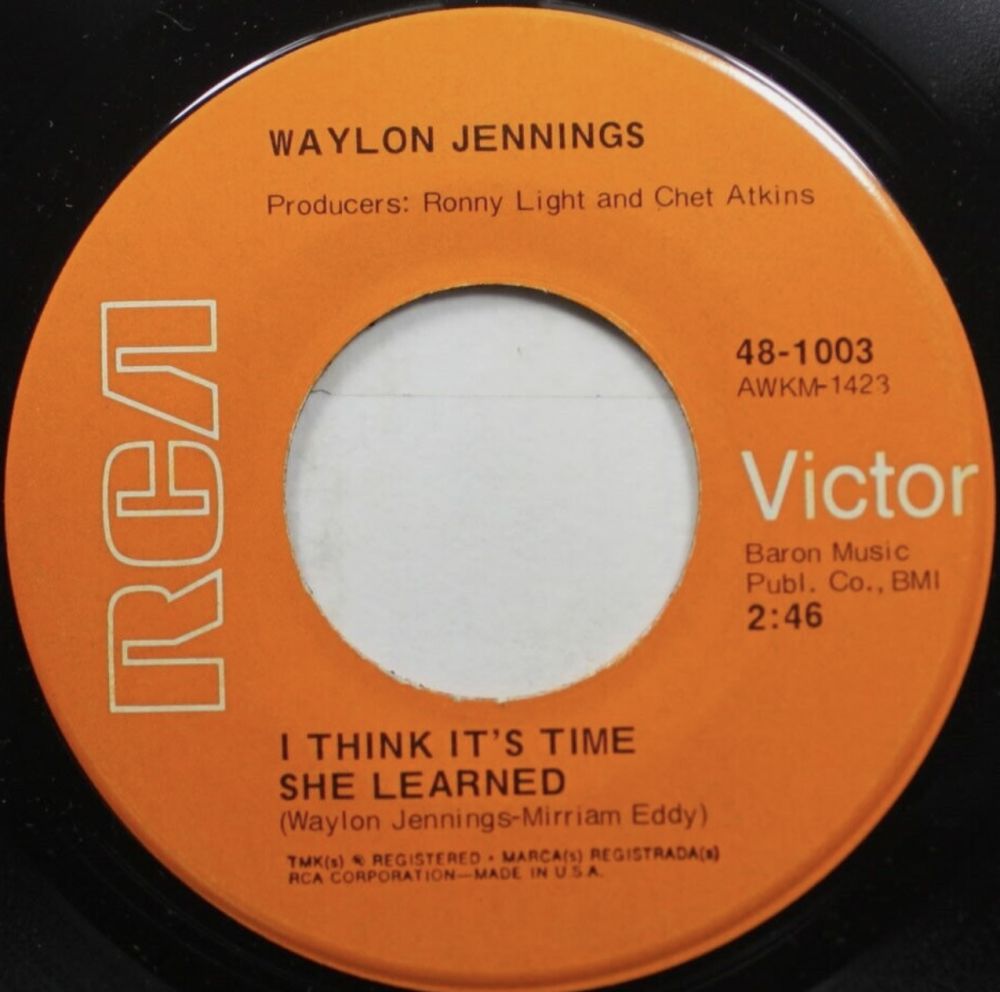 WAYLON JENNINGS
Producers: Ronny Light and Chet Atkins
RCA
48-1003
AWKM-1423
Victor
Baron Music
Publ. Co., BMI
2:46
I THINK IT'S TIME
SHE LEARNED
(Waylon Jennings-Mirriam Eddy)
TMK(s) ® REGISTERED • MARCA(s) REGISTRADA(s)
RCA CORPORATION—MADE IN U.S.A.